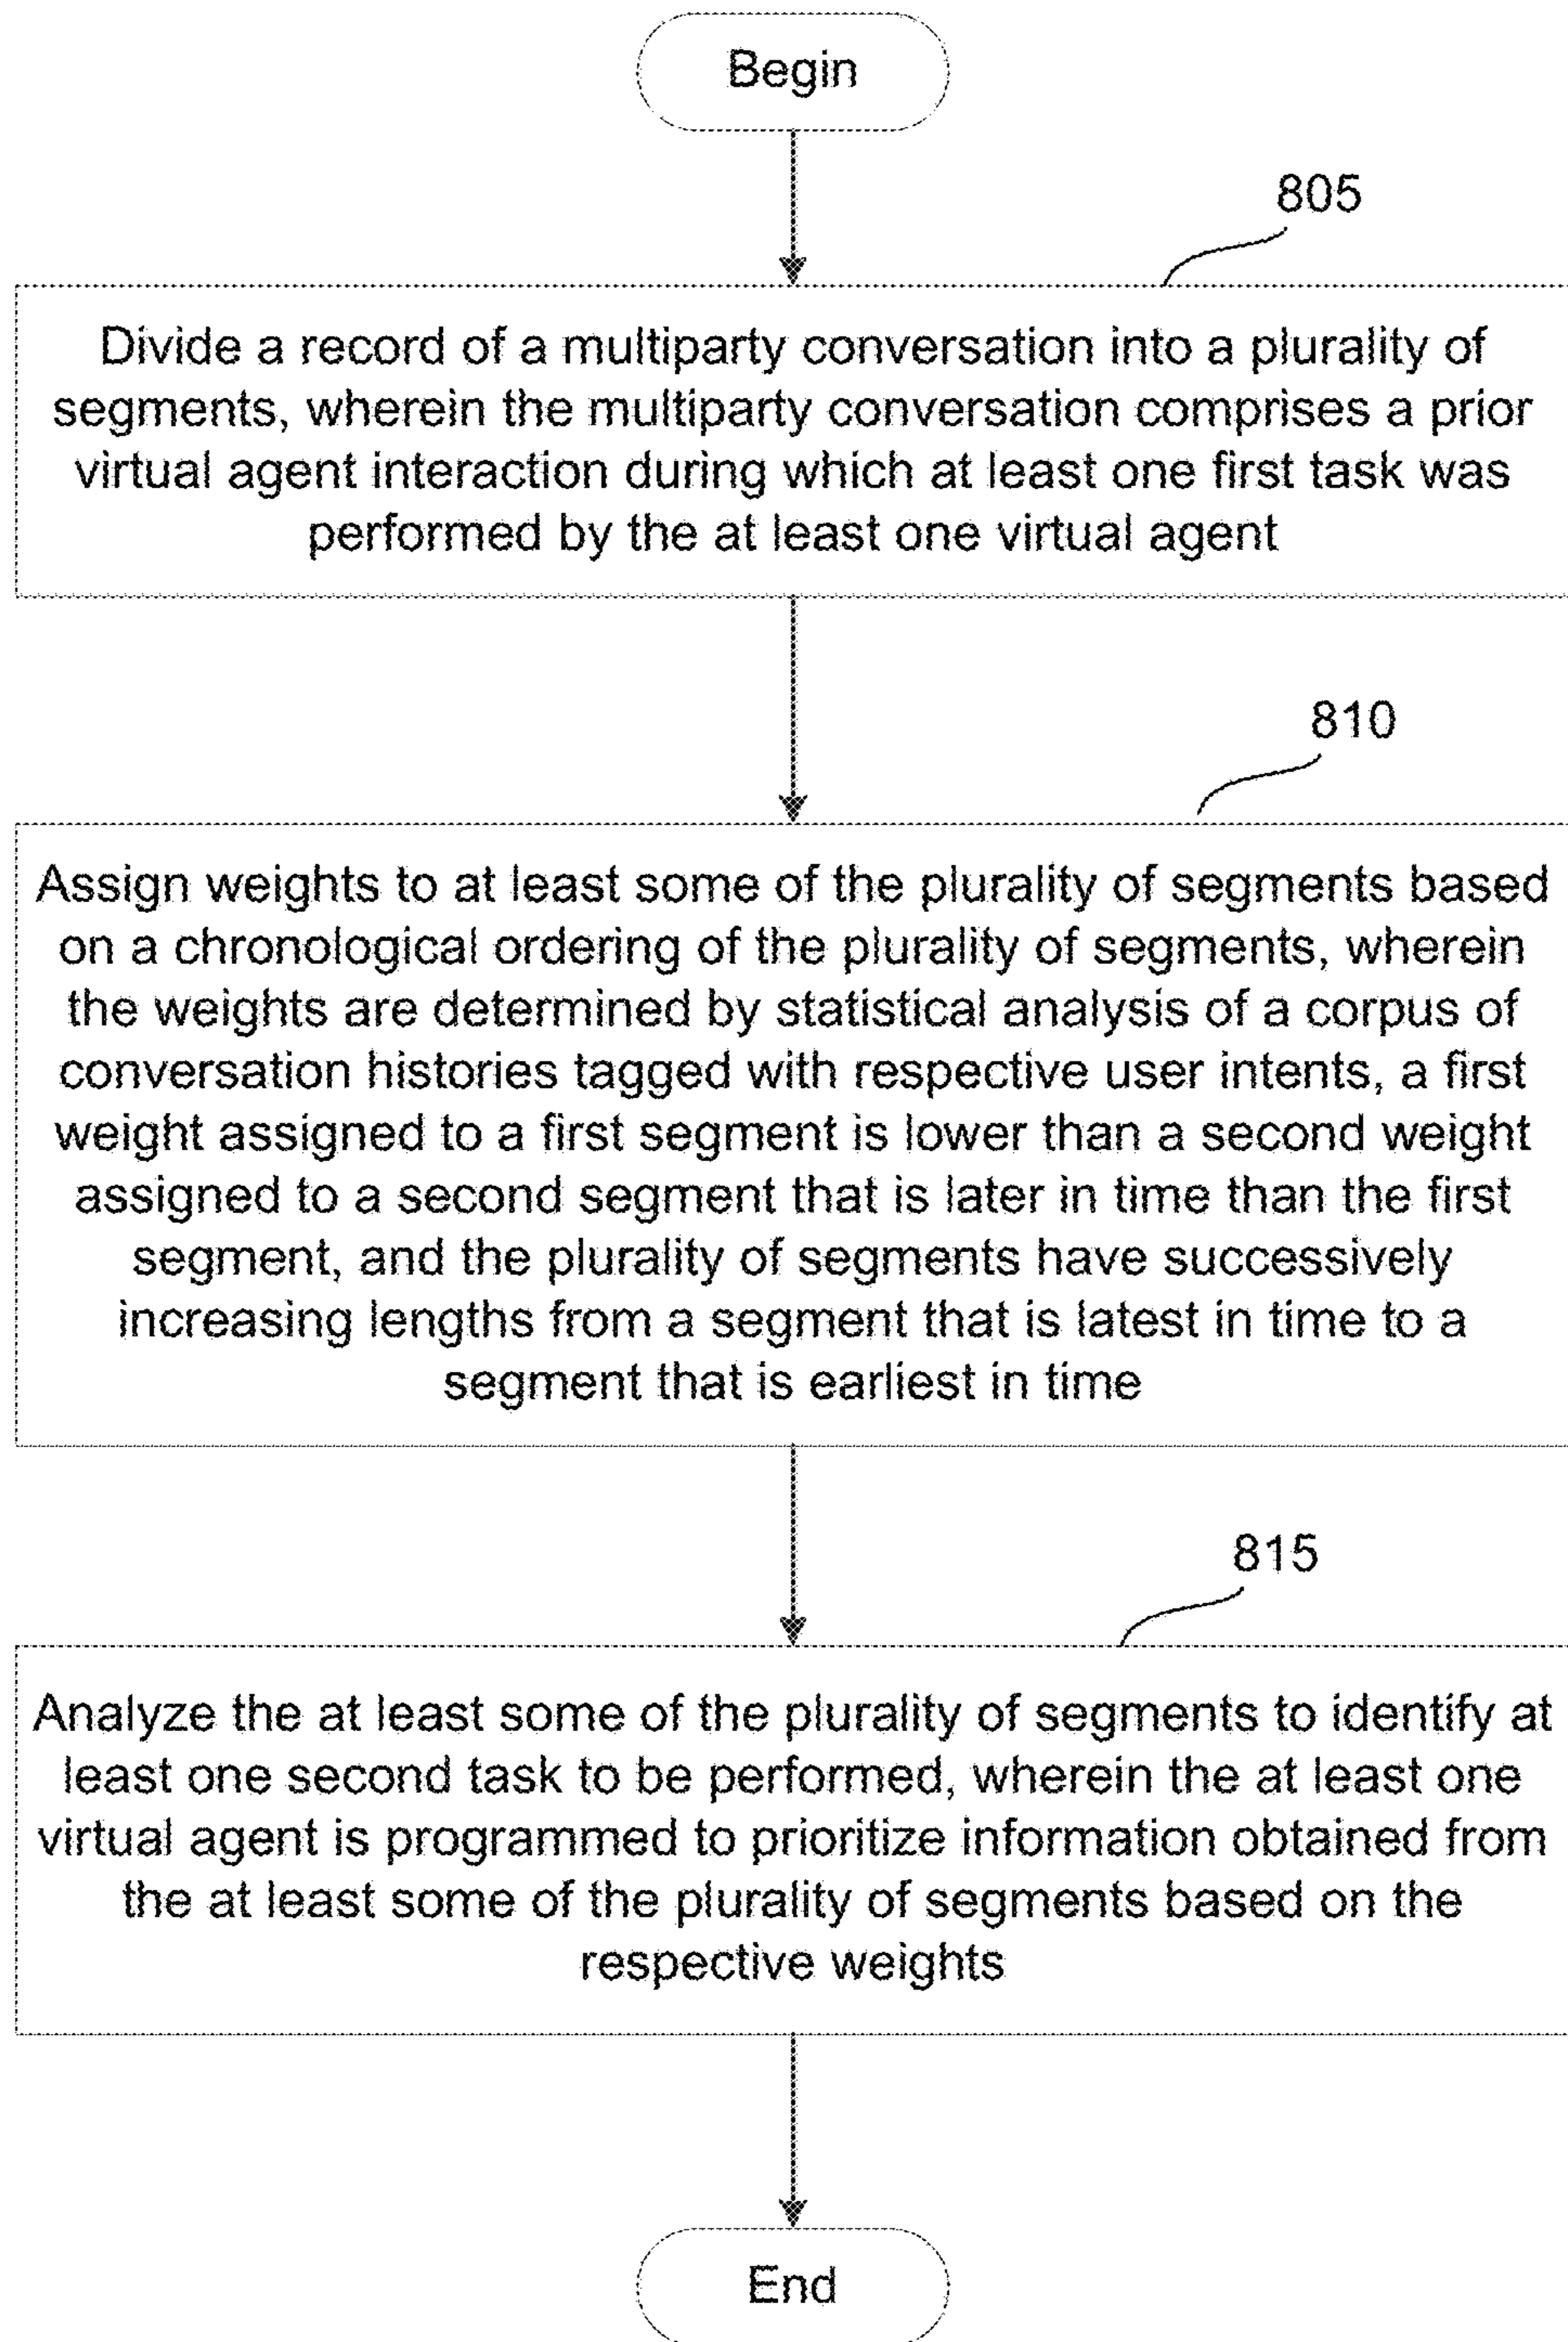 Begin
805
Divide a record of a multiparty conversation into a plurality of
segments, wherein the multiparty conversation comprises a prior
virtual agent interaction during which at least one first task was
performed by the at least one virtual agent
810
Assign weights to at least some of the plurality of segments based
on a chronological ordering of the plurality of segments, wherein
the weights are determined by statistical analysis of a corpus of
conversation histories tagged with respective user intents, a first
weight assigned to a first segment is lower than a second weight
assigned to a second segment that is later in time than the first
segment, and the plurality of segments have successively
increasing lengths from a segment that is latest in time to a
segment that is earliest in time
815
Analyze the at least some of the plurality of segments to identify at
least one second task to be performed, wherein the at least one
virtual agent is programmed to prioritize information obtained from
the at least some of the plurality of segments based on the
respective weights
End